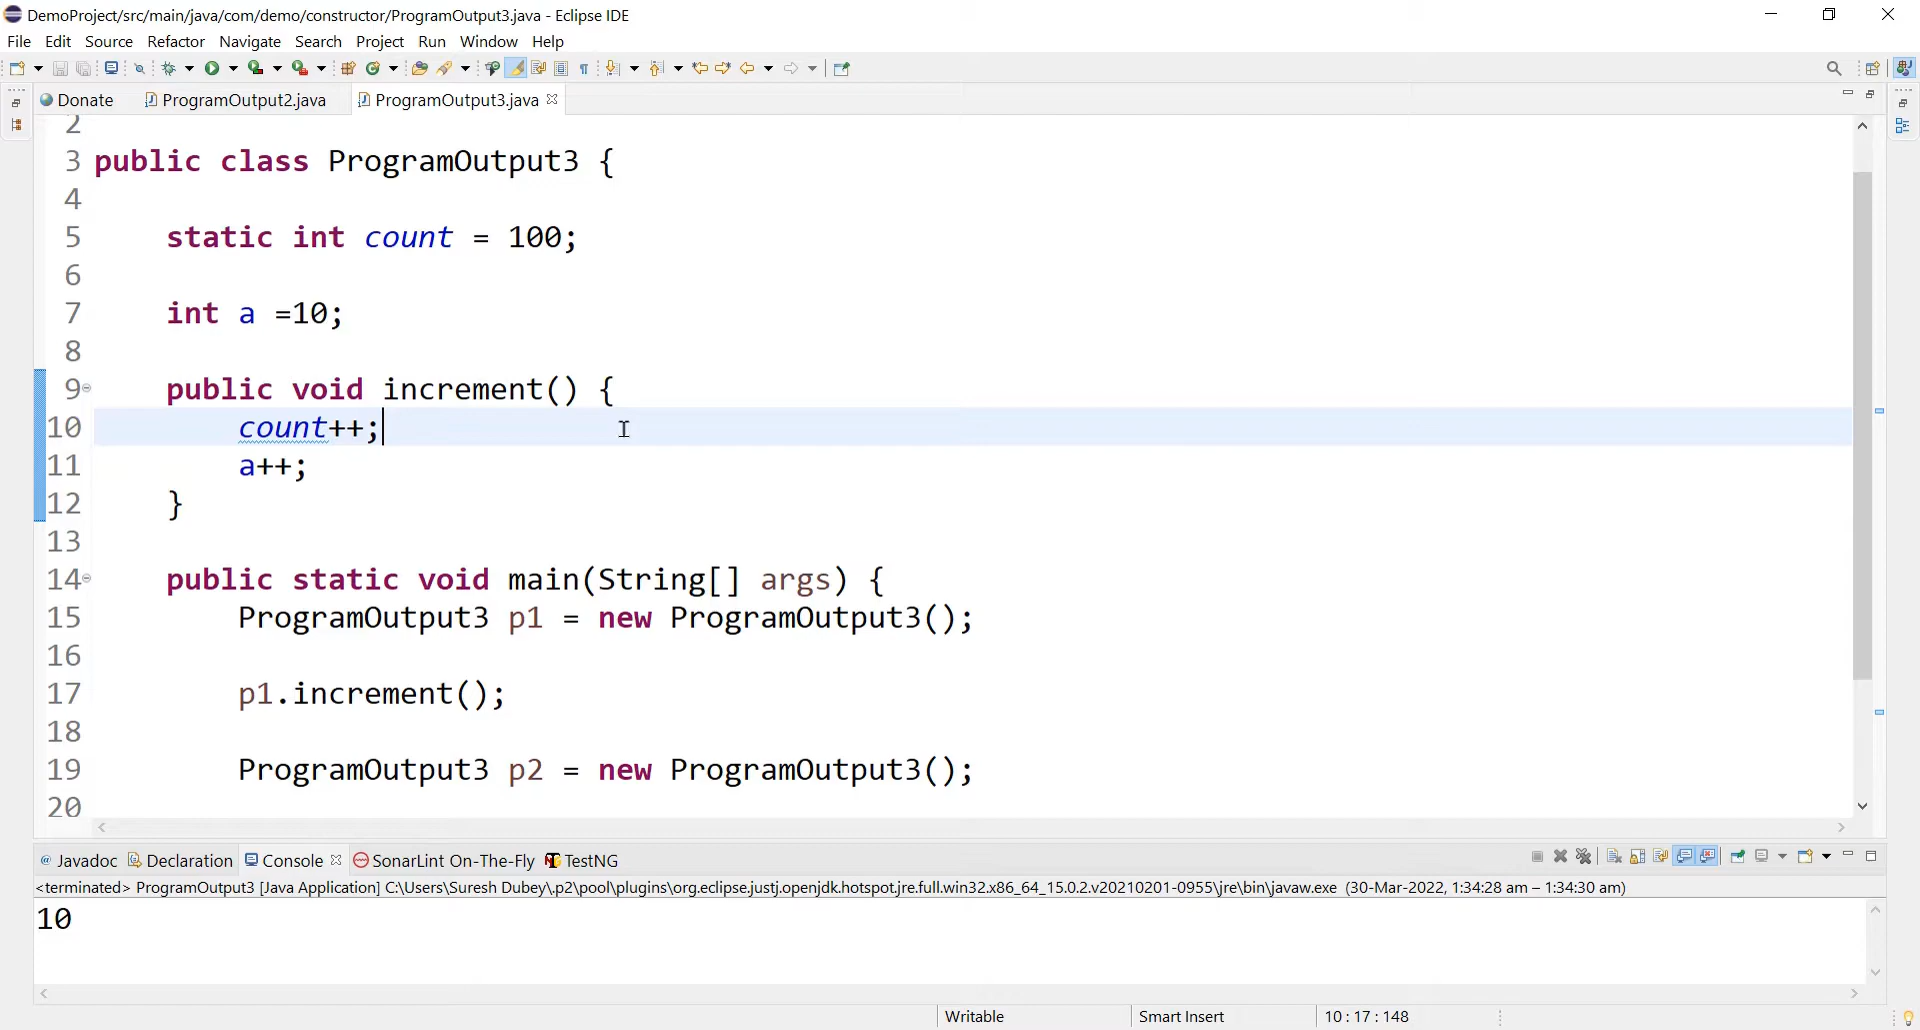 DemoProject/src/main/java/com/demo/constructor/ProgramOutput3.java - Eclipse IDE
File Edit Source Refactor Navigate Search Project Run Window Help
Donate ProgramOutput2.java ProgramOutput3.java
2
3 public class ProgramOutput3 {
4
5 static int count = 100;
6
7 int a =10;
8
9 public void increment() {
10 count++;
11 a++;
12 }
13
14 public static void main(String[] args) {
15 ProgramOutput3 p1 = new ProgramOutput3();
16
17 p1.increment();
18
19 ProgramOutput3 p2 = new ProgramOutput3();
20
@ Javadoc Declaration Console SonarLint On-The-Fly TestNG
<terminated> ProgramOutput3 [Java Application] C:\Users\Suresh Dubey\.p2\pool\plugins\org.eclipse.justj.openjdk.hotspot.jre.full.win32.x86_64_15.0.2.v20210201-0955\jre\bin\javaw.exe (30-Mar-2022, 1:34:28 am – 1:34:30 am)
10
Writable Smart Insert 10 : 17 : 148